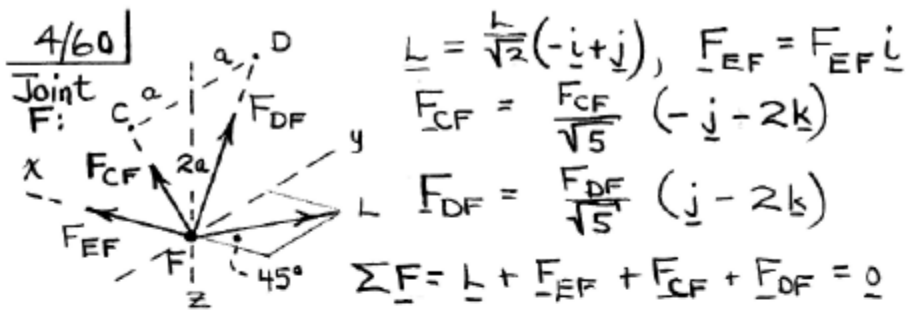 4/60
Joint
F:
a
a
D
C
F_DF
x
F_CF
2a
y
L
F_EF
F
45°
z
L = L/√2 (-i + j), F_EF = F_EF i
F_CF = F_CF/√5 (-j - 2k)
F_DF = F_DF/√5 (j - 2k)
ΣF = L + F_EF + F_CF + F_DF = 0